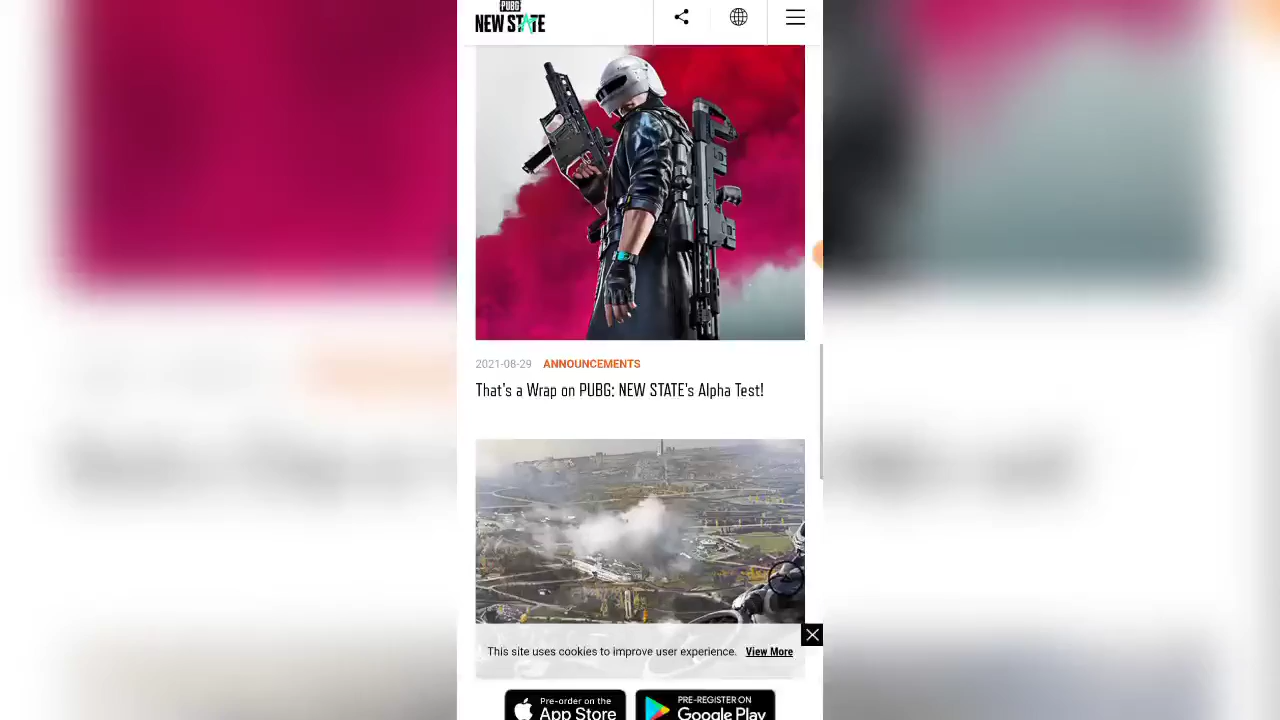 PUBG
NEW STATE
2021-08-29 ANNOUNCEMENTS
That's a Wrap on PUBG: NEW STATE's Alpha Test!
This site uses cookies to improve user experience. View More
Pre-order on the
App Store
PRE-REGISTER ON
Google Play